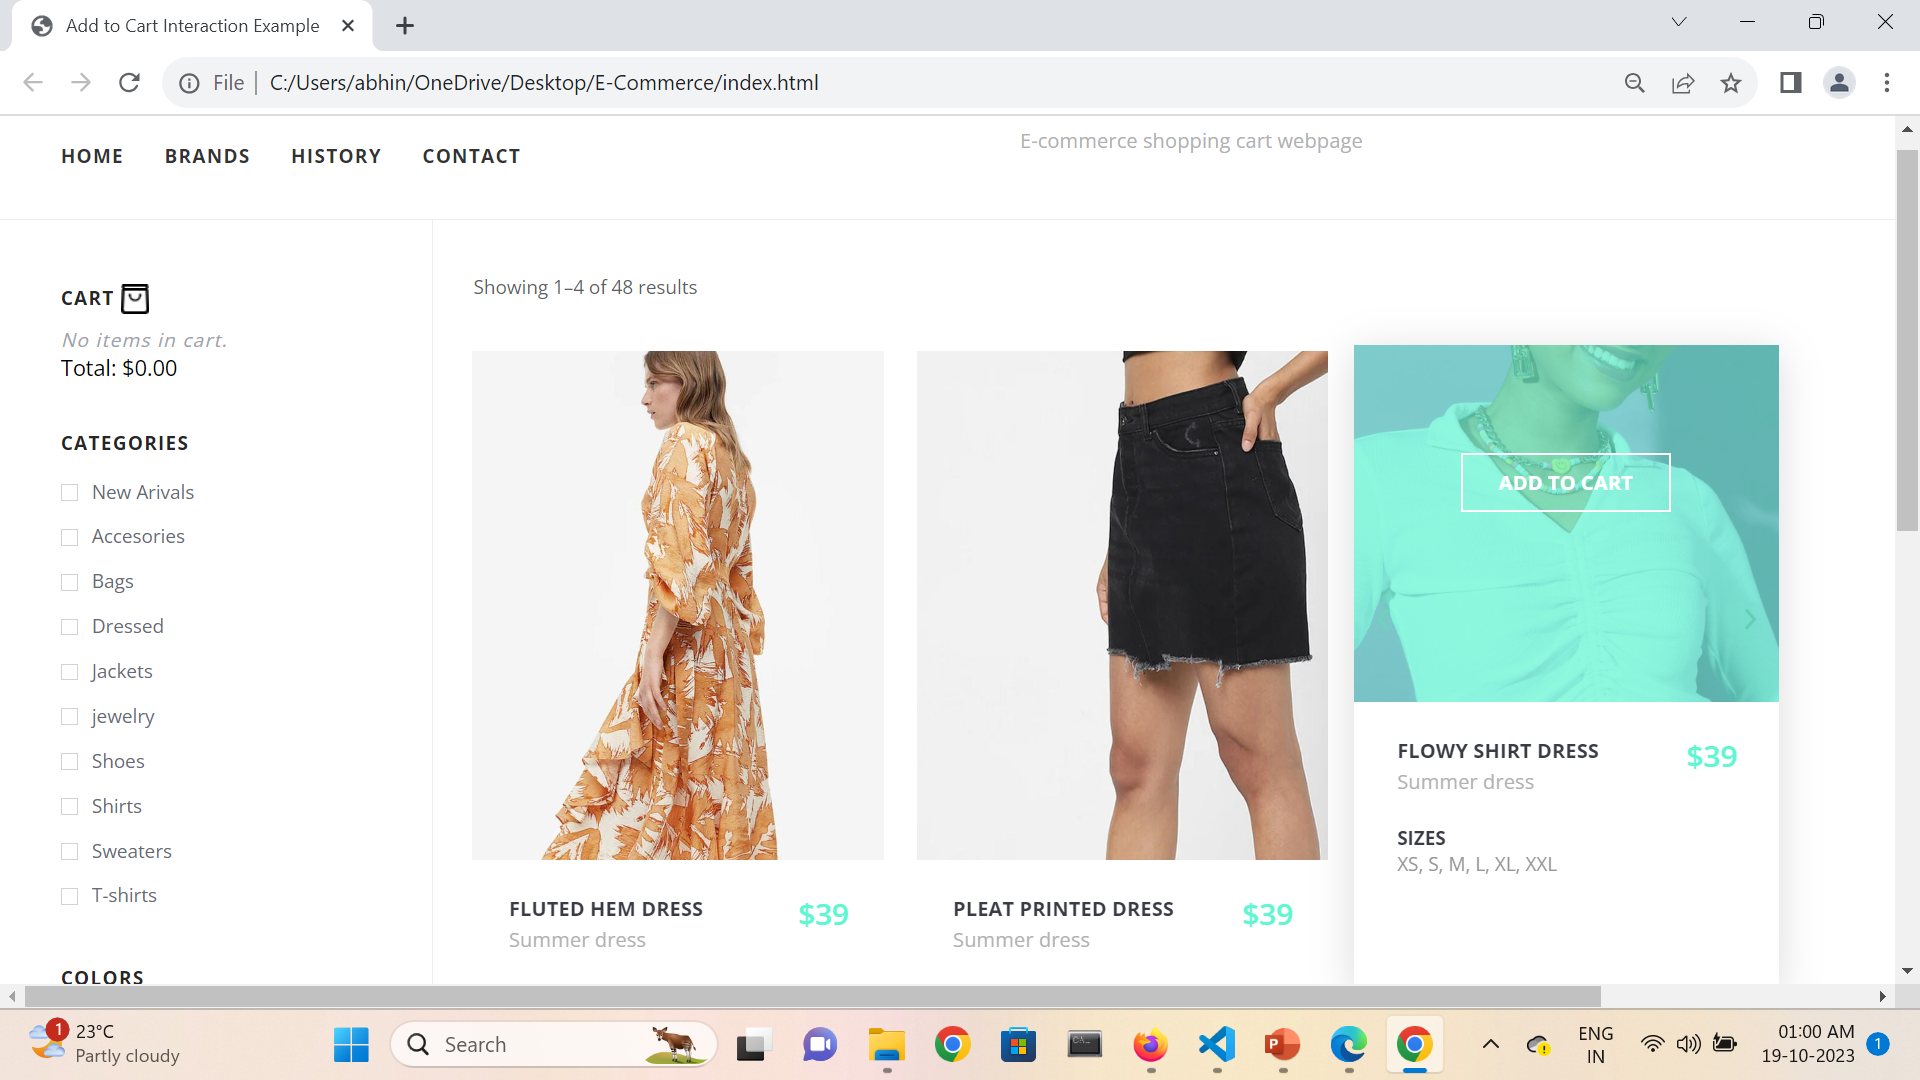 Add to Cart Interaction Example
File
C:/Users/abhin/OneDrive/Desktop/E-Commerce/index.html
HOME BRANDS HISTORY CONTACT
E-commerce shopping cart webpage
CART
No items in cart.
Total: $0.00
CATEGORIES
New Arivals
Accesories
Bags
Dressed
Jackets
jewelry
Shoes
Shirts
Sweaters
T-shirts
COLORS
Showing 1–4 of 48 results
FLUTED HEM DRESS $39
Summer dress
PLEAT PRINTED DRESS $39
Summer dress
ADD TO CART
FLOWY SHIRT DRESS $39
Summer dress
SIZES
XS, S, M, L, XL, XXL
1
23°C
Partly cloudy
Search
P
ENG
IN
01:00 AM
19-10-2023
1